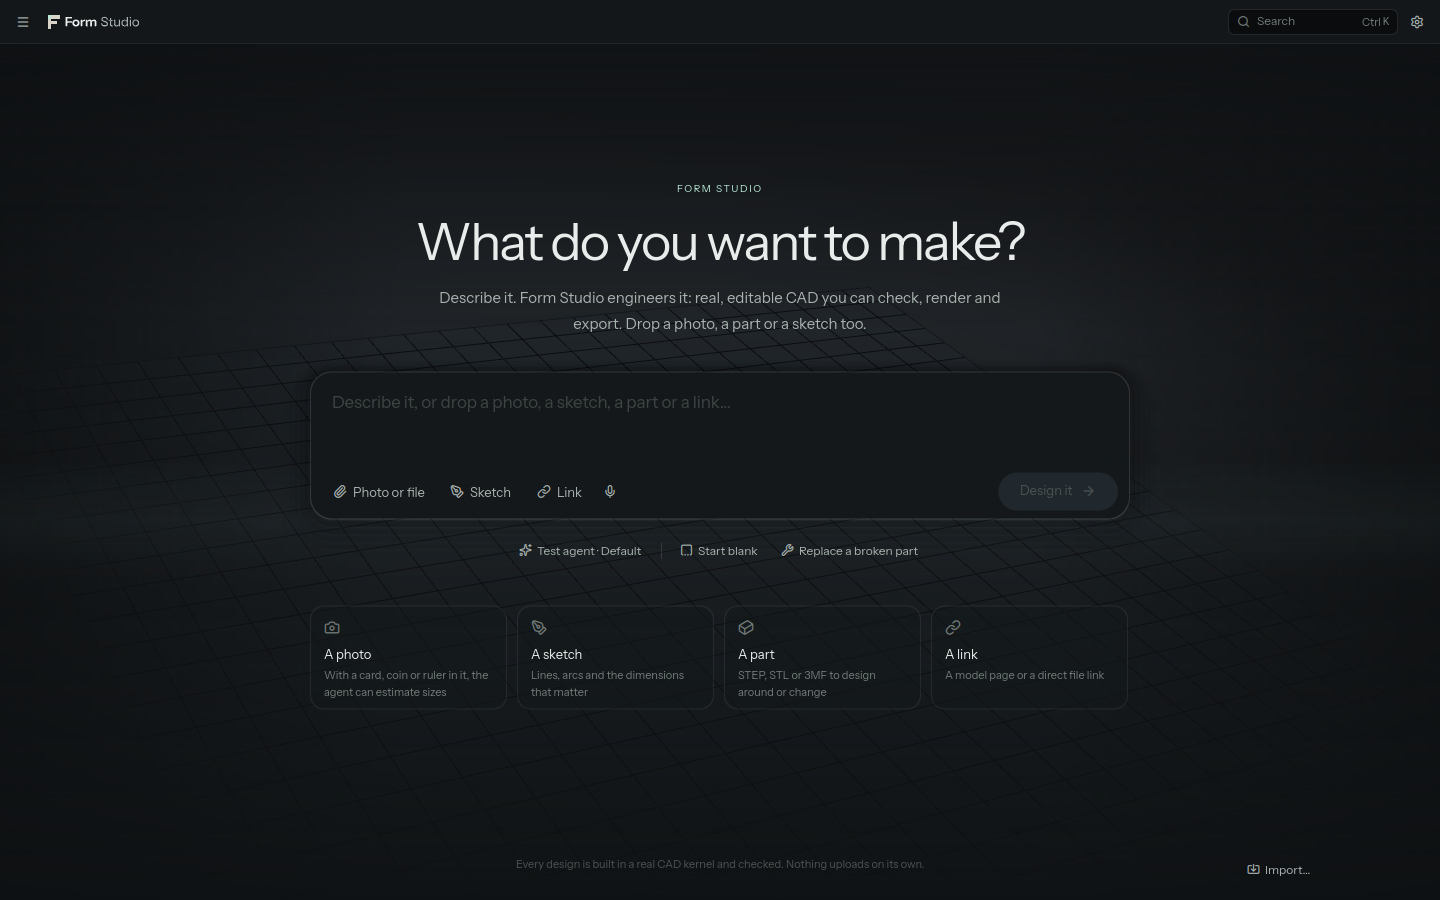 Form Studio
Search
Ctrl K
FORM STUDIO
What do you want to make?
Describe it. Form Studio engineers it: real, editable CAD you can check, render and
export. Drop a photo, a part or a sketch too.
Describe it, or drop a photo, a sketch, a part or a link...
Photo or file
Sketch
Link
Design it
Test agent · Default
Start blank
Replace a broken part
A photo
With a card, coin or ruler in it, the
agent can estimate sizes
A sketch
Lines, arcs and the dimensions
that matter
A part
STEP, STL or 3MF to design
around or change
A link
A model page or a direct file link
Every design is built in a real CAD kernel and checked. Nothing uploads on its own.
Import...